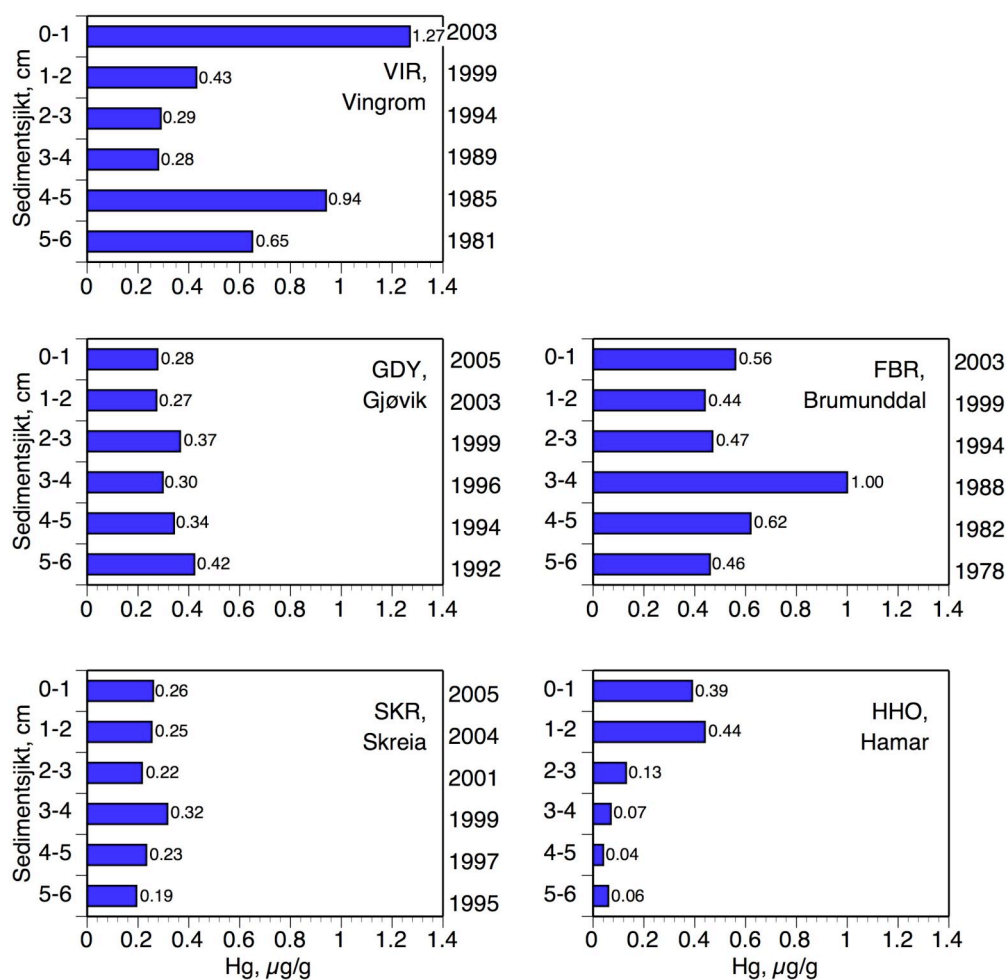 0-1 1.27 2003
1-2 0.43 VIR, 1999
Vingrom
2-3 0.29 1994
3-4 0.28 1989
4-5 0.94 1985
5-6 0.65 1981
Sedimentsjikt, cm
0 0.2 0.4 0.6 0.8 1 1.2 1.4
0-1 0.28 GDY, 2005
Gjøvik
1-2 0.27 2003
2-3 0.37 1999
3-4 0.30 1996
4-5 0.34 1994
5-6 0.42 1992
Sedimentsjikt, cm
0 0.2 0.4 0.6 0.8 1 1.2 1.4
0-1 0.56 FBR, 2003
Brumunddal
1-2 0.44 1999
2-3 0.47 1994
3-4 1.00 1988
4-5 0.62 1982
5-6 0.46 1978
0 0.2 0.4 0.6 0.8 1 1.2 1.4
0-1 0.26 SKR, 2005
Skreia
1-2 0.25 2004
2-3 0.22 2001
3-4 0.32 1999
4-5 0.23 1997
5-6 0.19 1995
Sedimentsjikt, cm
0 0.2 0.4 0.6 0.8 1 1.2 1.4
Hg, µg/g
0-1 0.39 HHO,
Hamar
1-2 0.44
2-3 0.13
3-4 0.07
4-5 0.04
5-6 0.06
0 0.2 0.4 0.6 0.8 1 1.2 1.4
Hg, µg/g